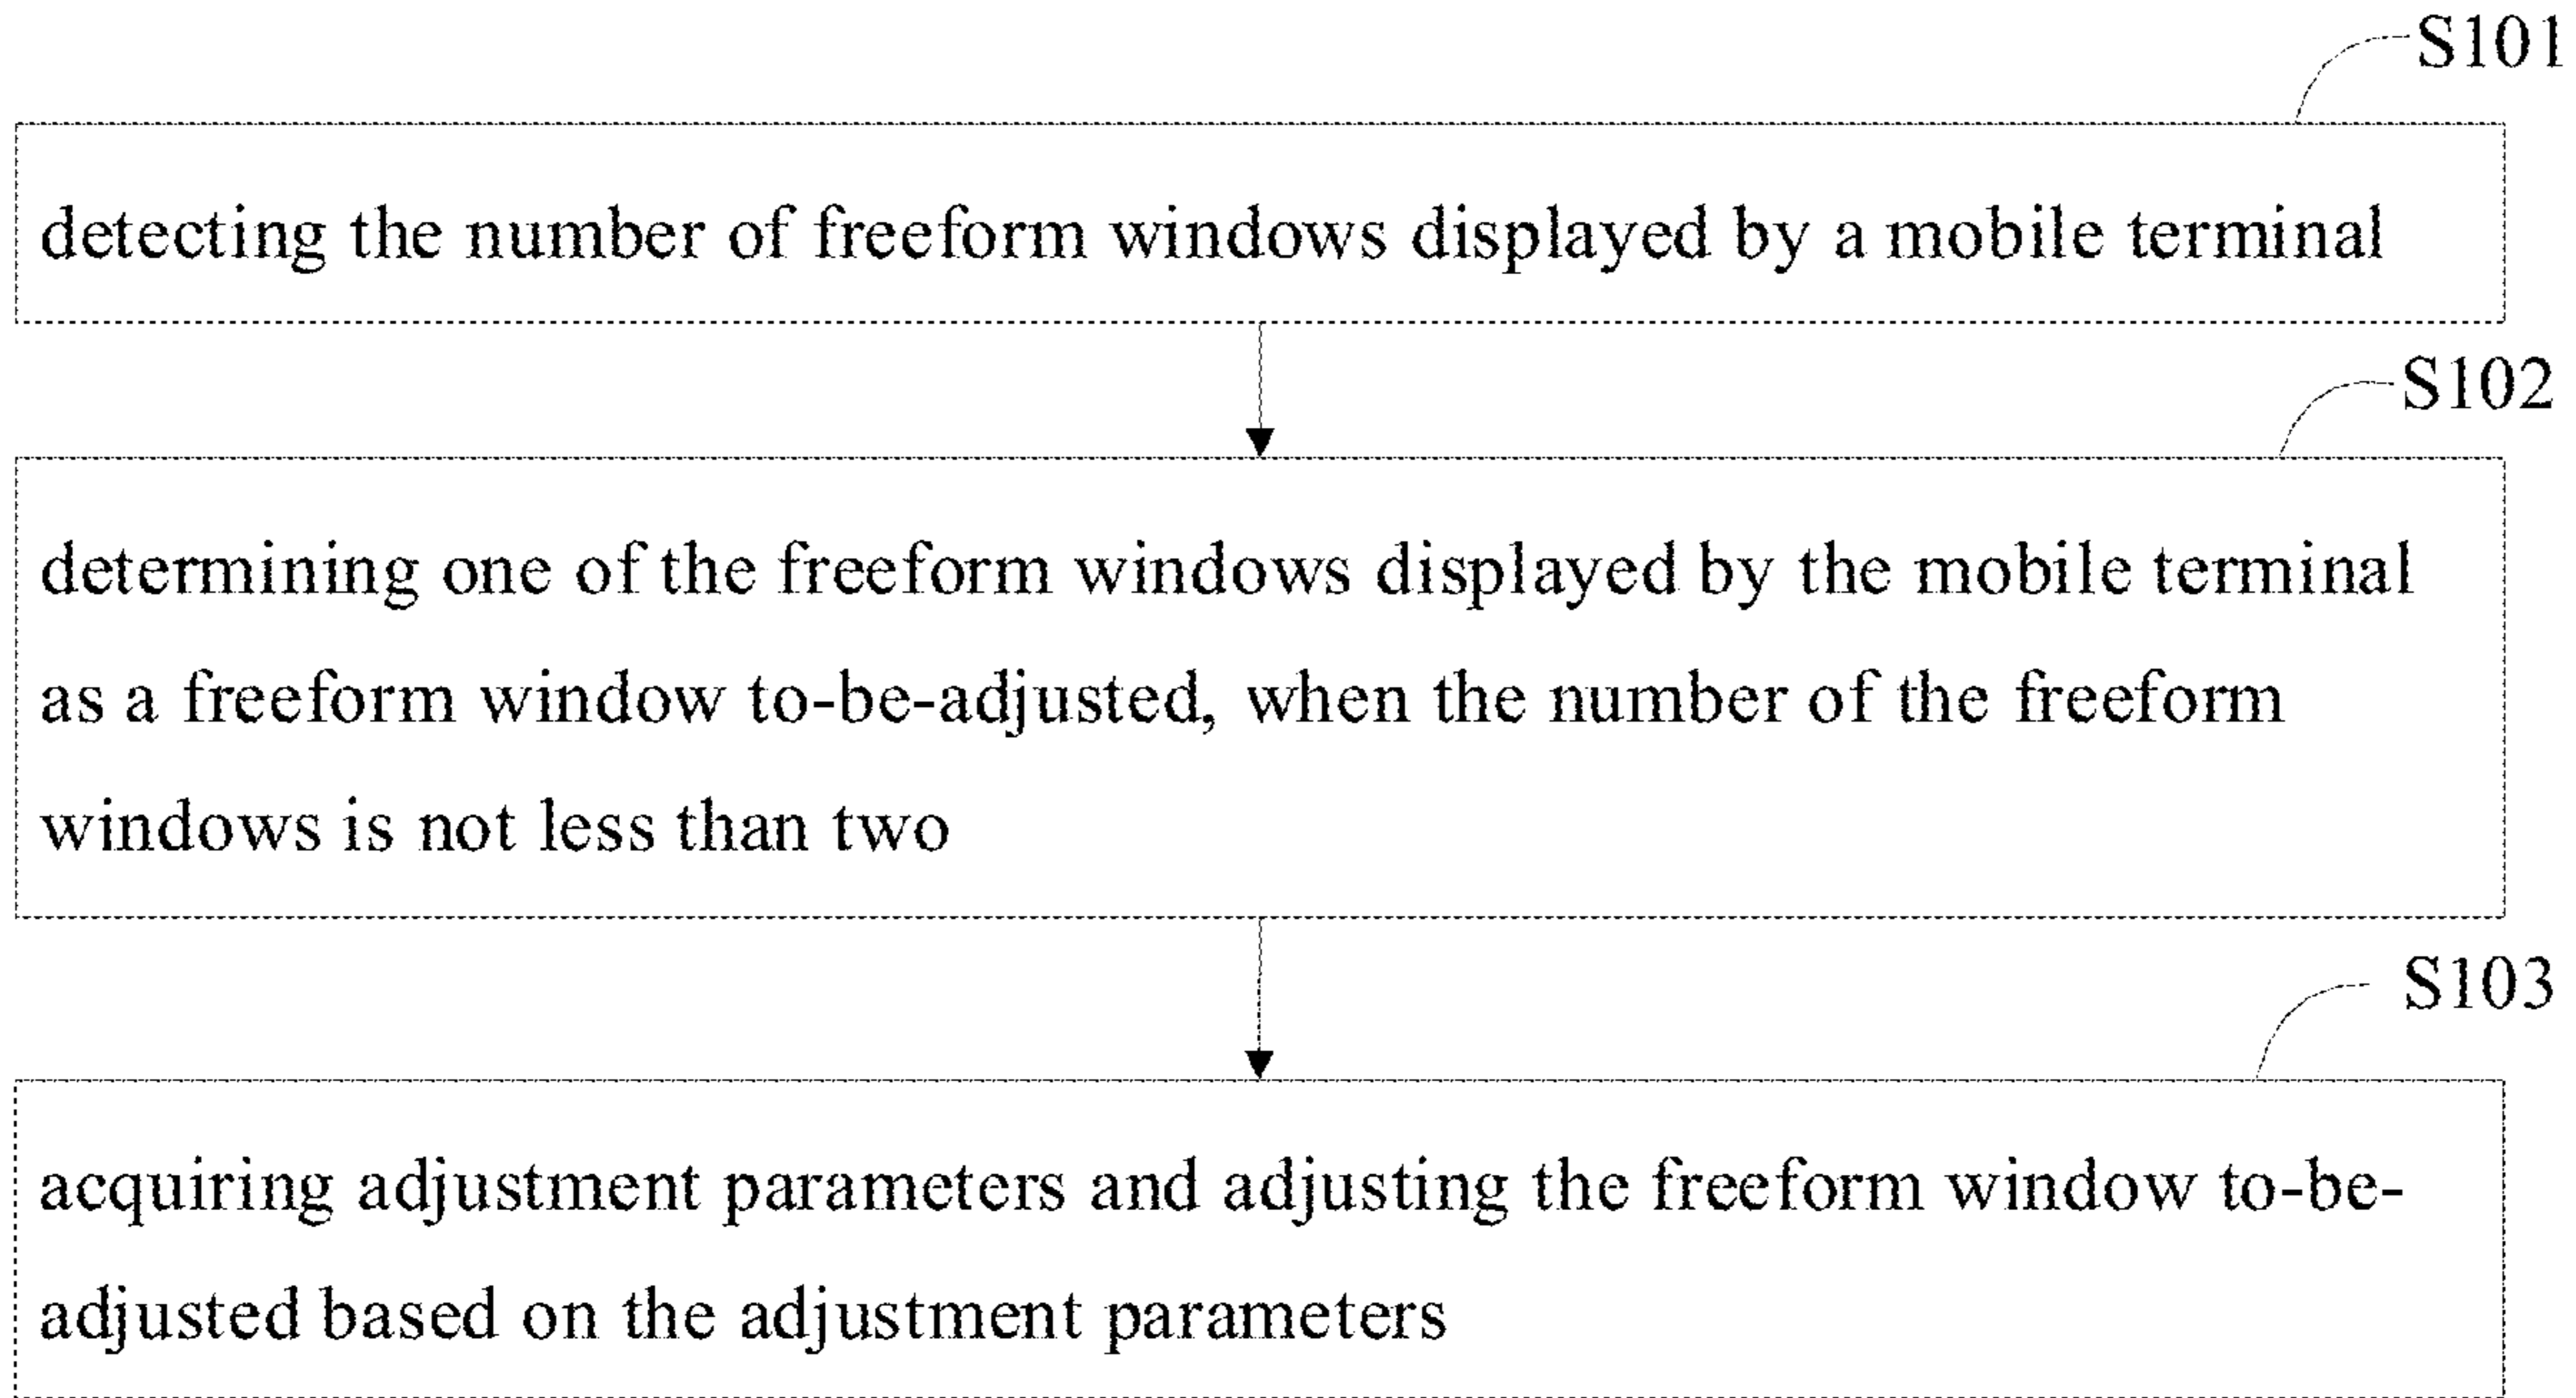 S101
detecting the number of freeform windows displayed by a mobile terminal
S102
determining one of the freeform windows displayed by the mobile terminal
as a freeform window to-be-adjusted, when the number of the freeform
windows is not less than two
S103
acquiring adjustment parameters and adjusting the freeform window to-be-
adjusted based on the adjustment parameters